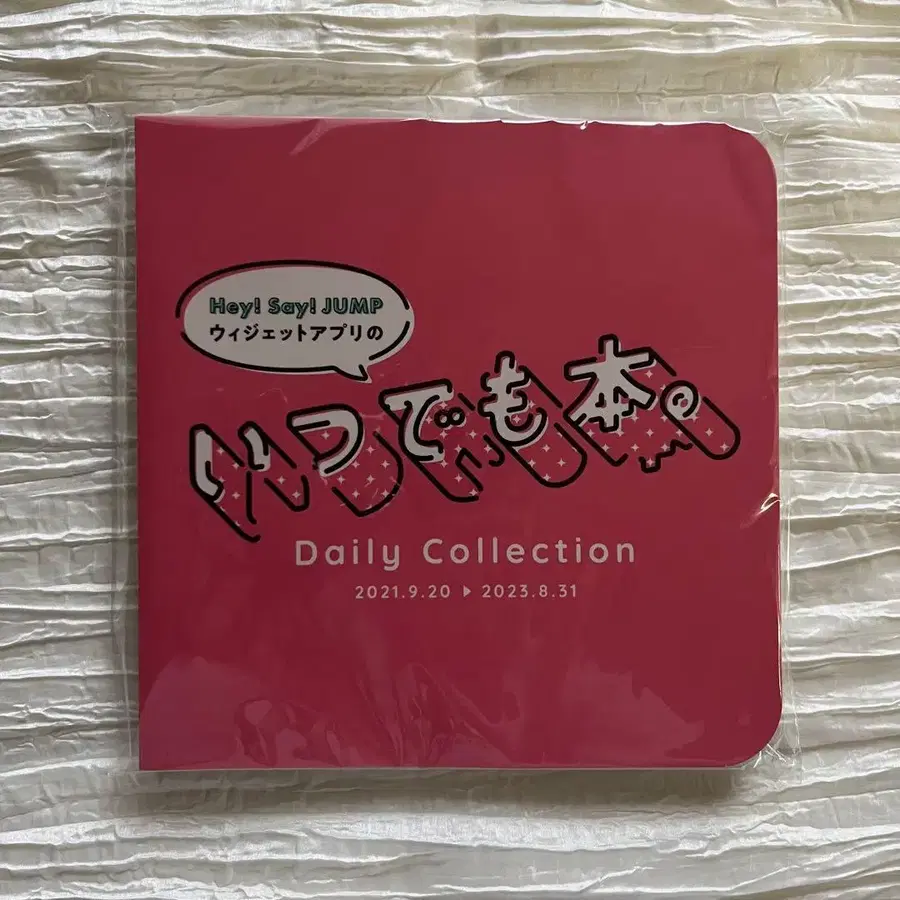 Hey! Say! JUMP
ウィジェットアプリの
いつでも本。
Daily Collection
2021.9.20 ▶ 2023.8.31